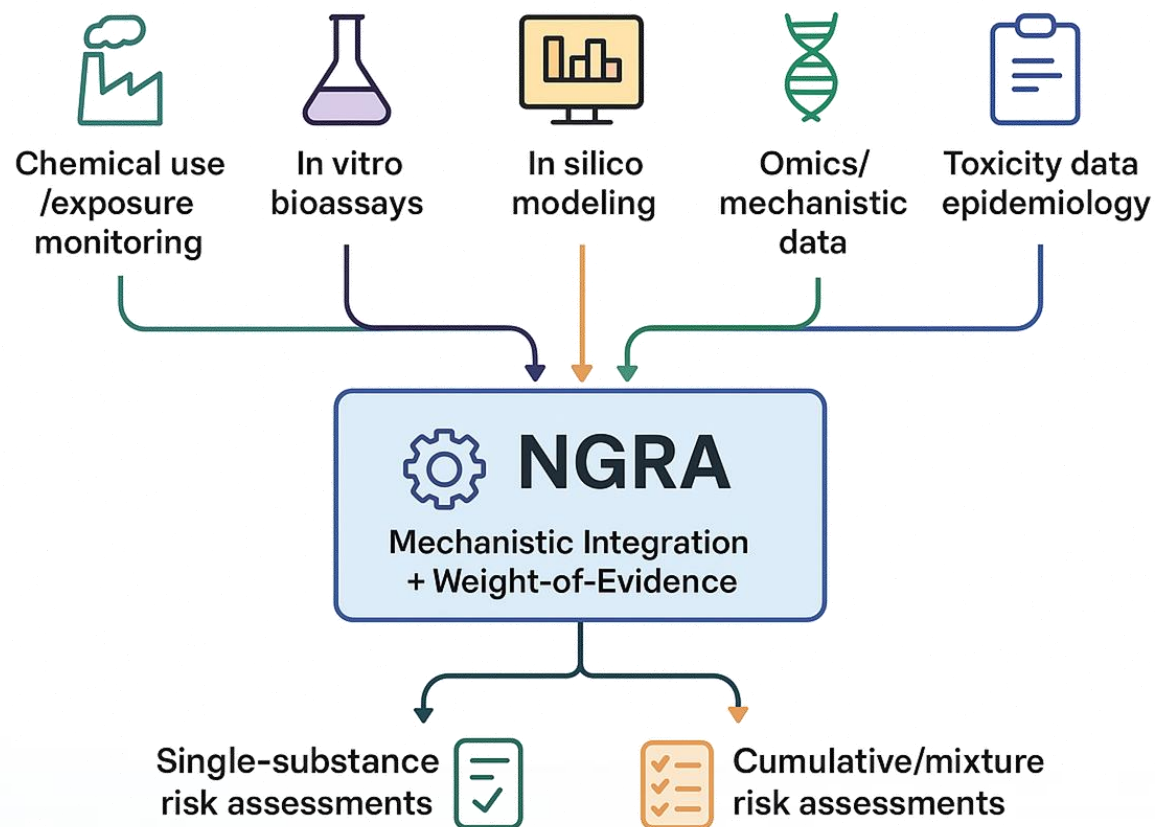 Chemical use
/exposure
monitoring
In vitro
bioassays
In silico
modeling
Omics/
mechanistic
data
Toxicity data
epidemiology
NGRA
Mechanistic Integration
+ Weight-of-Evidence
Single-substance
risk assessments
Cumulative/mixture
risk assessments